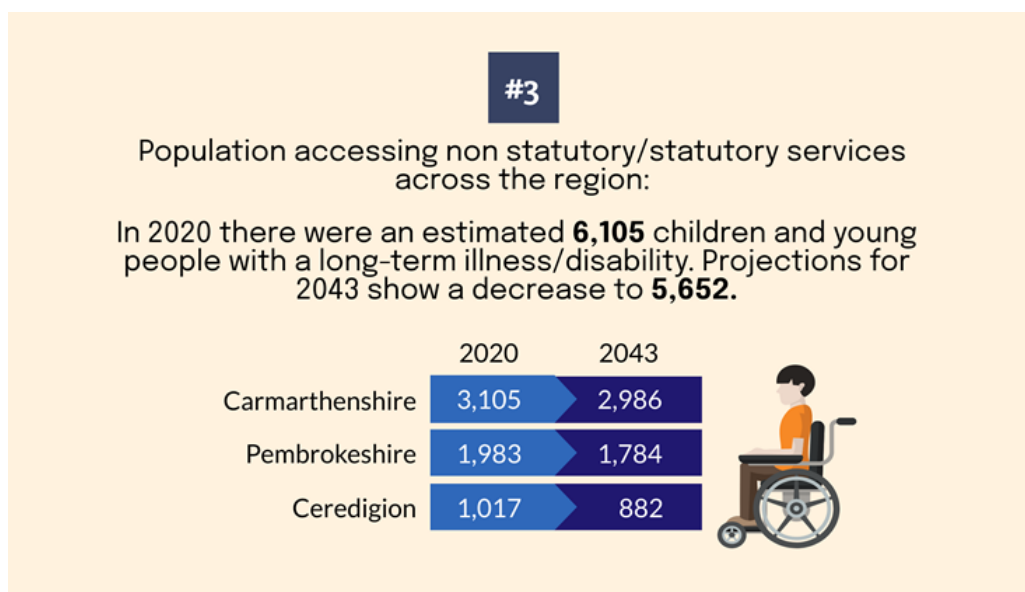 #3
Population accessing non statutory/statutory services
across the region:
In 2020 there were an estimated 6,105 children and young
people with a long-term illness/disability. Projections for
2043 show a decrease to 5,652.
2020 2043
Carmarthenshire 3,105 2,986
Pembrokeshire 1,983 1,784
Ceredigion 1,017 882